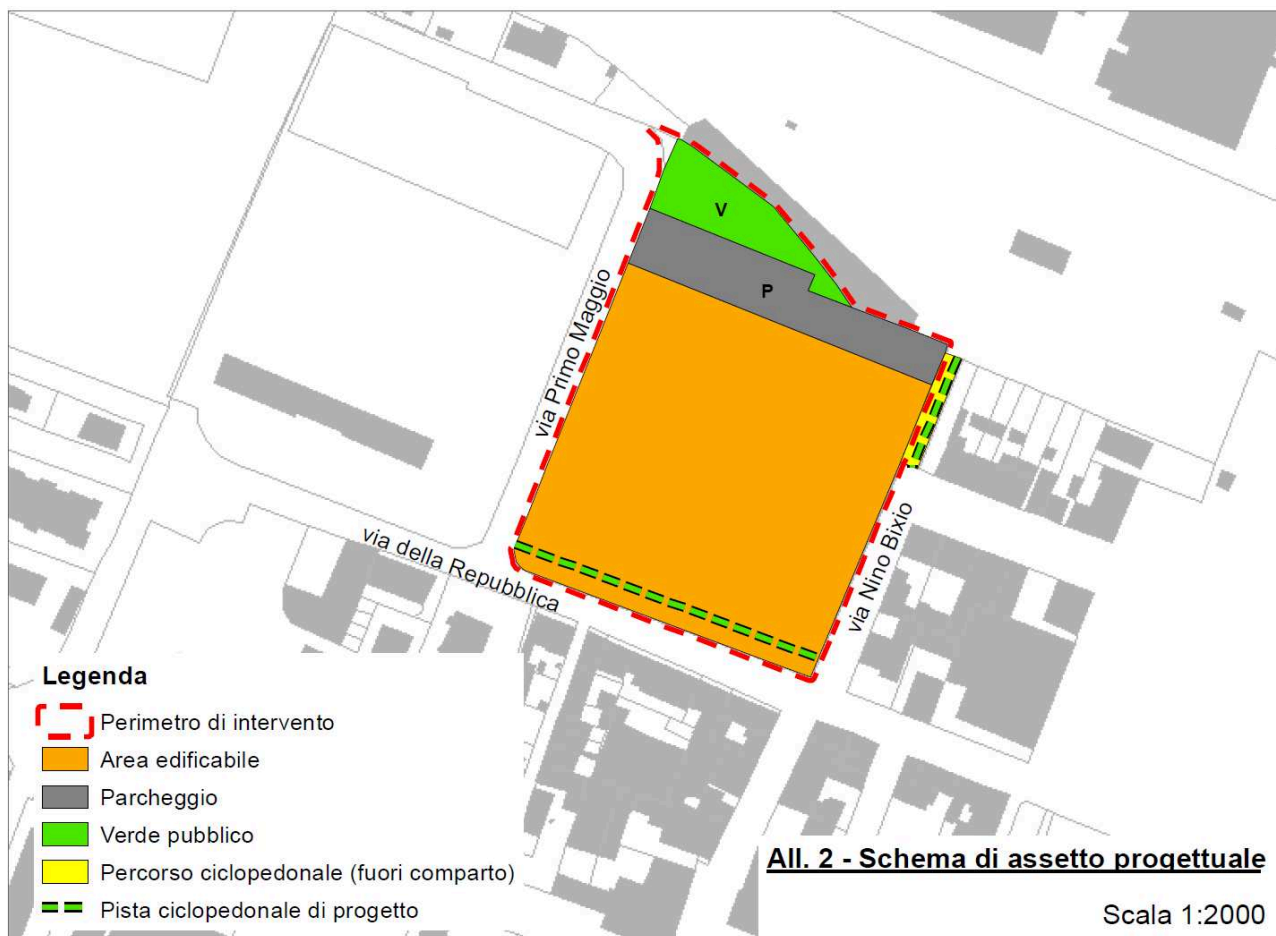 V
P
via Primo Maggio
via della Repubblica
via Nino Bixio
Legenda
Perimetro di intervento
Area edificabile
Parcheggio
Verde pubblico
Percorso ciclopedonale (fuori comparto)
Pista ciclopedonale di progetto
All. 2 - Schema di assetto progettuale
Scala 1:2000